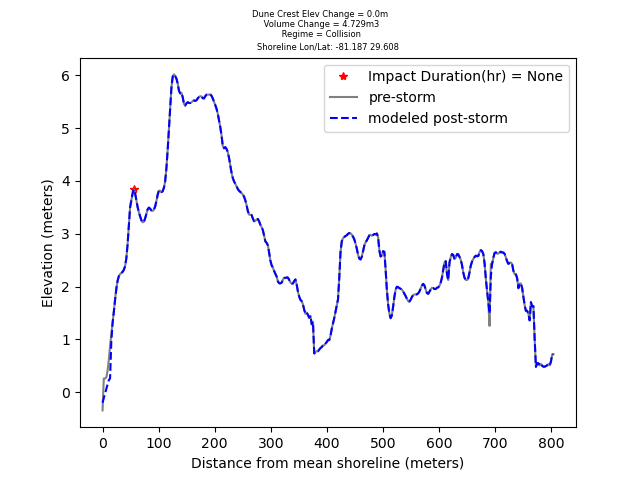 Dune Crest Elev Change = 0.0m
Volume Change = 4.729m3
Regime = Collision
Shoreline Lon/Lat: -81.187 29.608
Impact Duration(hr) = None
pre-storm
modeled post-storm
Elevation (meters)
6
5
4
3
2
1
0
0 100 200 300 400 500 600 700 800
Distance from mean shoreline (meters)